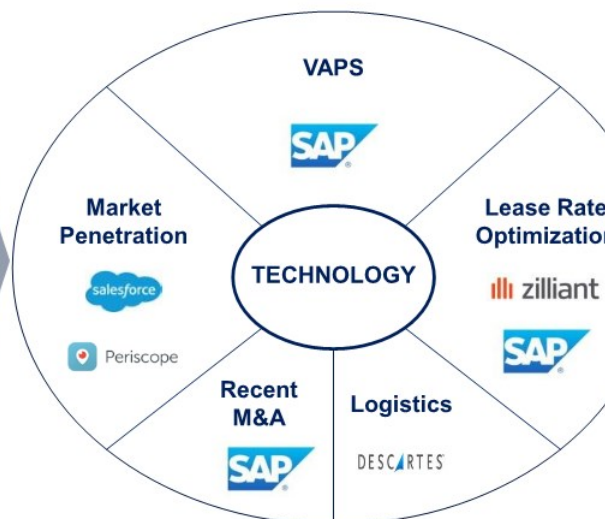 VAPS
SAP
Market
Penetration
salesforce
Periscope
TECHNOLOGY
Lease Rate
Optimization
zilliant
SAP
Recent
M&A
SAP
Logistics
DESCARTES